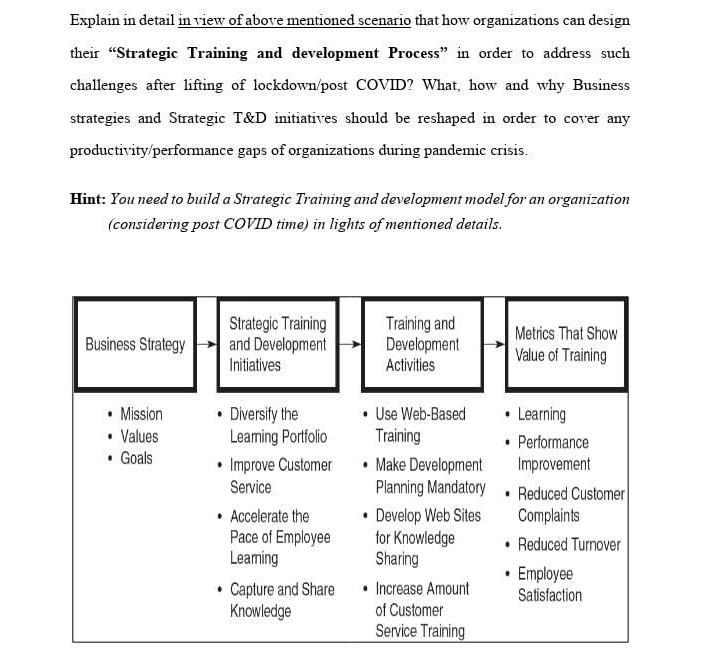 Explain in detail in view of above mentioned scenario that how organizations can design
their “Strategic Training and development Process” in order to address such
challenges after lifting of lockdown/post COVID? What, how and why Business
strategies and Strategic T&D initiatives should be reshaped in order to cover any
productivity/performance gaps of organizations during pandemic crisis.
Hint: You need to build a Strategic Training and development model for an organization
(considering post COVID time) in lights of mentioned details.
Business Strategy
• Mission
• Values
• Goals
Strategic Training
and Development
Initiatives
• Diversify the
Learning Portfolio
• Improve Customer
Service
• Accelerate the
Pace of Employee
Learning
• Capture and Share
Knowledge
Training and
Development
Activities
• Use Web-Based
Training
• Make Development
Planning Mandatory
• Develop Web Sites
for Knowledge
Sharing
• Increase Amount
of Customer
Service Training
Metrics That Show
Value of Training
• Learning
• Performance
Improvement
• Reduced Customer
Complaints
• Reduced Turnover
• Employee
Satisfaction